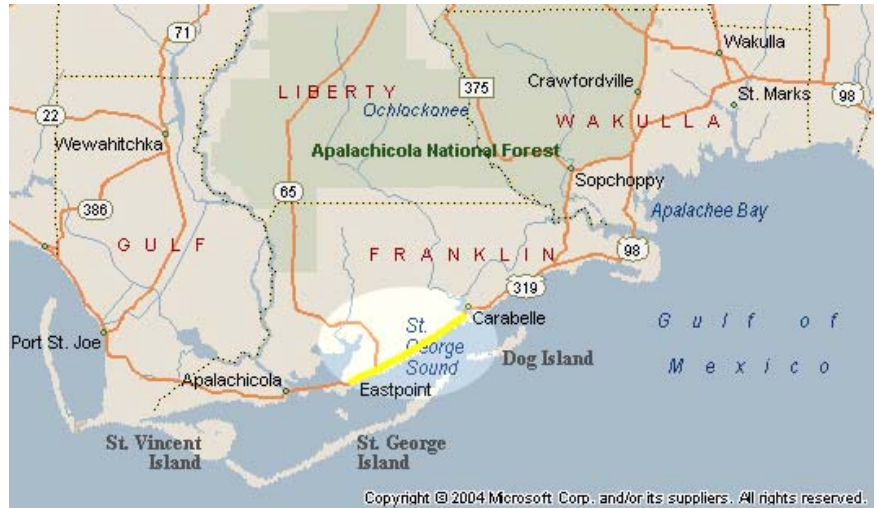 71
Wakulla
375
Crawfordville
LIBERTY
Ochlockonee
98
St. Marks
22
WAKULLA
Wewahitchka
Apalachicola National Forest
Sopchoppy
65
386
Apalachee Bay
GULF
FRANKLIN
98
319
Carabelle
Gulf of
Mexico
St.
George
Sound
Port St. Joe
Dog Island
Apalachicola
Eastpoint
St. Vincent
Island
St. George
Island
Copyright © 2004 Microsoft Corp. and/or its suppliers. All rights reserved.